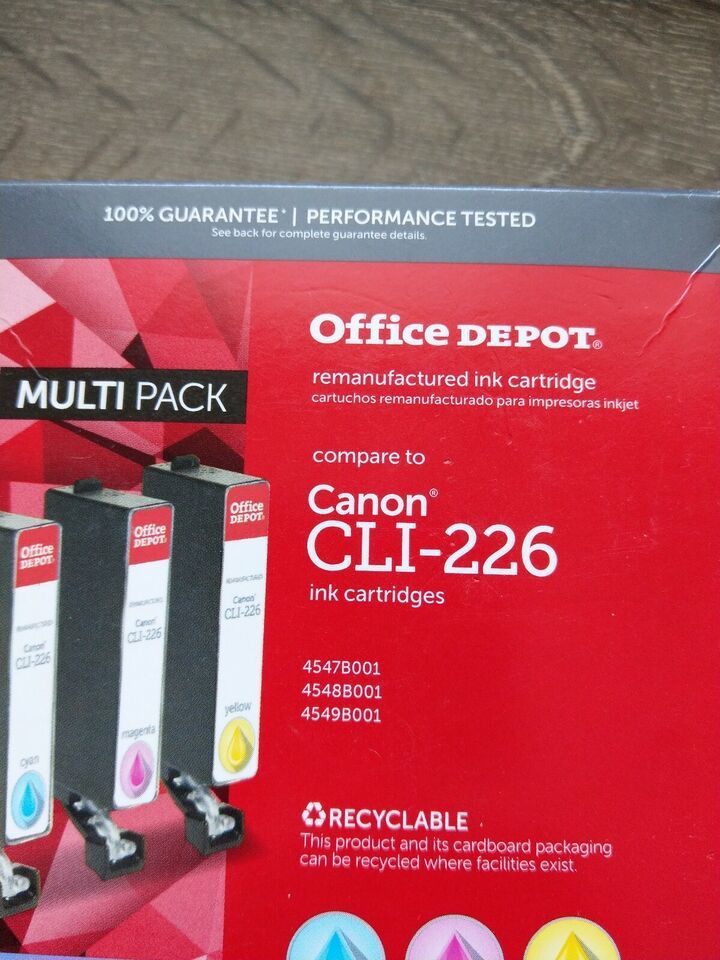 100% GUARANTEE* | PERFORMANCE TESTED
See back for complete guarantee details.
Office DEPOT®
MULTI PACK
remanufactured ink cartridge
cartuchos remanufacturado para impresoras inkjet
compare to
Canon®
CLI-226
ink cartridges
4547B001
4548B001
4549B001
RECYCLABLE
This product and its cardboard packaging
can be recycled where facilities exist.
Office
DEPOT
REMANUFACTURED
Canon
CLI-226
cyan
Office
DEPOT
REMANUFACTURED
Canon
CLI-226
magenta
Office
DEPOT
REMANUFACTURED
Canon
CLI-226
yellow